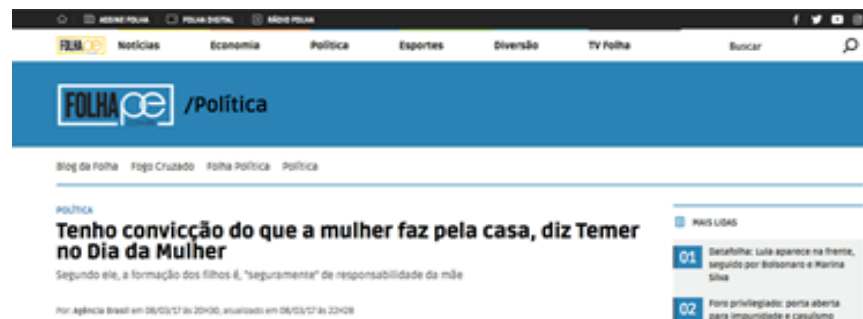 ASSINE FOLHA FOLHA DIGITAL RÁDIO FOLHA
FOLHA PE Notícias Economia Política Esportes Diversão TV Folha Buscar
FOLHA PE /Política
Blog da Folha Fogo Cruzado Folha Política Política
POLÍTICA
Tenho convicção do que a mulher faz pela casa, diz Temer
no Dia da Mulher
Segundo ele, a formação dos filhos é, "seguramente" de responsabilidade da mãe
Por: Agência Brasil em 08/03/17 às 20H30, atualizado em 08/03/17 às 22H28
MAIS LIDAS
01 Datafolha: Lula aparece na frente,
seguido por Bolsonaro e Marina
Silva
02 Foro privilegiado: porta aberta
para impunidade e casuísmo